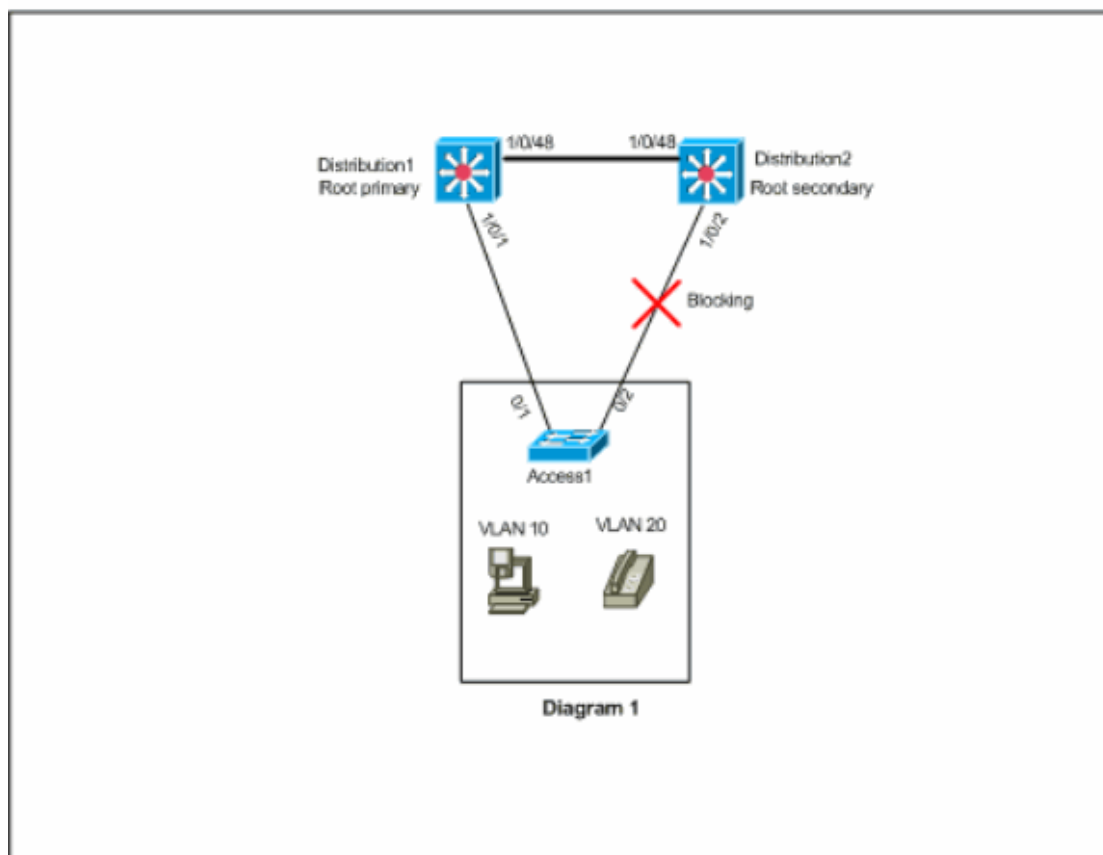 1/0/48
1/0/48
Distribution1
Root primary
Distribution2
Root secondary
1/0/1
1/0/2
Blocking
0/1
0/2
Access1
VLAN 10
VLAN 20
Diagram 1